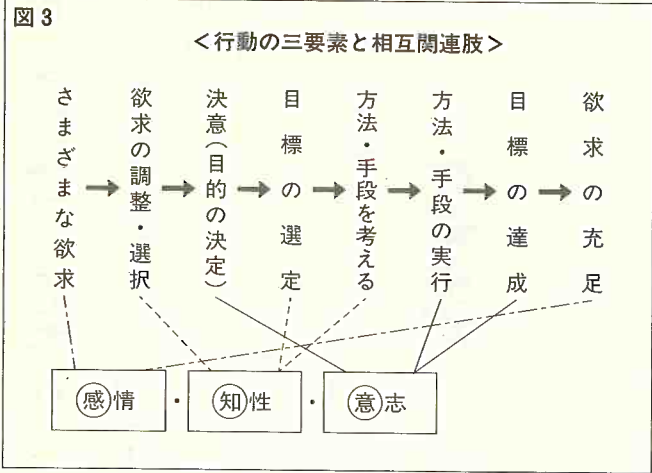 図3
<行動の三要素と相互関連肢>
さまざまな欲求
欲求の調整・選択
決意(目的の決定)
目標の選定
方法・手段を考える
方法・手段の実行
目標の達成
欲求の充足
感情・知性・意志